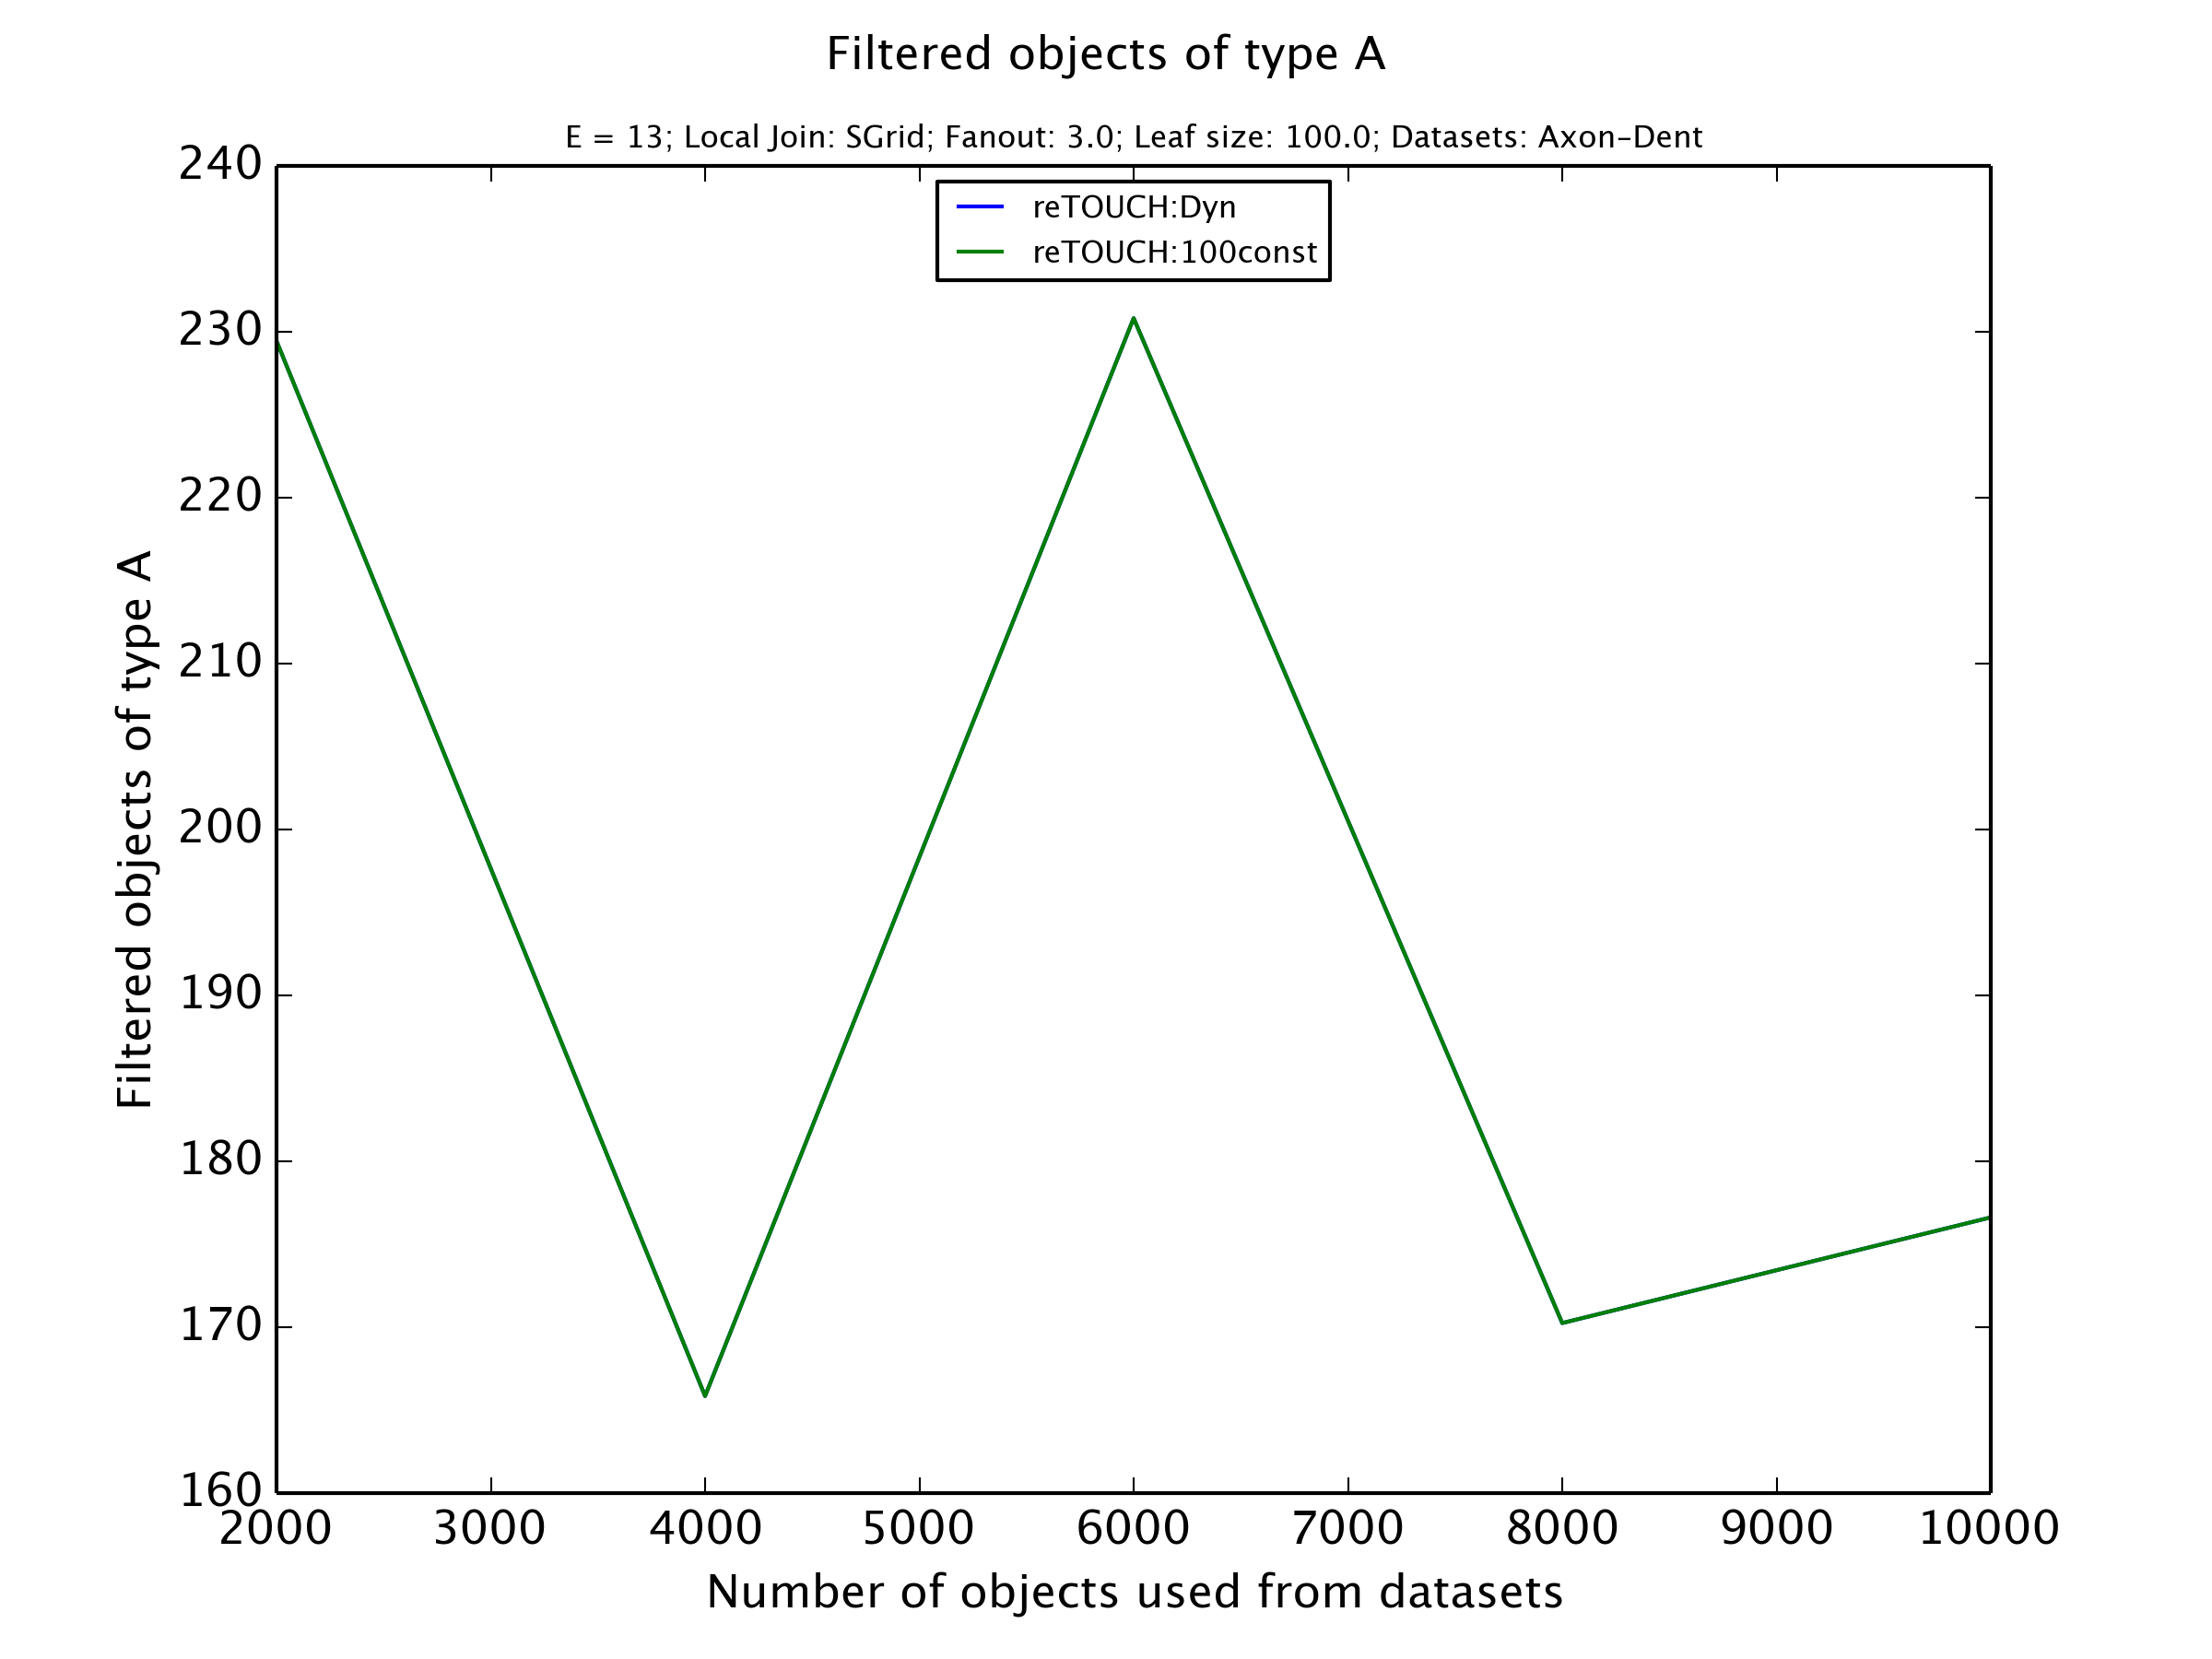 Filtered objects of type A
E = 13; Local Join: SGrid; Fanout: 3.0; Leaf size: 100.0; Datasets: Axon-Dent
reTOUCH:Dyn
reTOUCH:100const
240
230
220
210
200
190
180
170
160
Filtered objects of type A
2000 3000 4000 5000 6000 7000 8000 9000 10000
Number of objects used from datasets